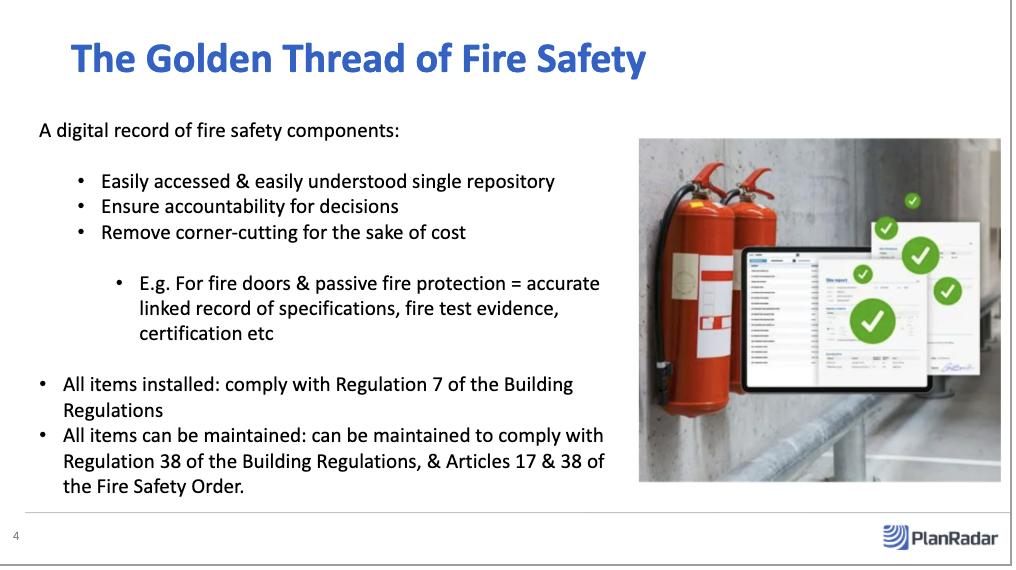 The Golden Thread of Fire Safety
A digital record of fire safety components:
• Easily accessed & easily understood single repository
• Ensure accountability for decisions
• Remove corner-cutting for the sake of cost
• E.g. For fire doors & passive fire protection = accurate
linked record of specifications, fire test evidence,
certification etc
• All items installed: comply with Regulation 7 of the Building
Regulations
• All items can be maintained: can be maintained to comply with
Regulation 38 of the Building Regulations, & Articles 17 & 38 of
the Fire Safety Order.
Site report
4
PlanRadar